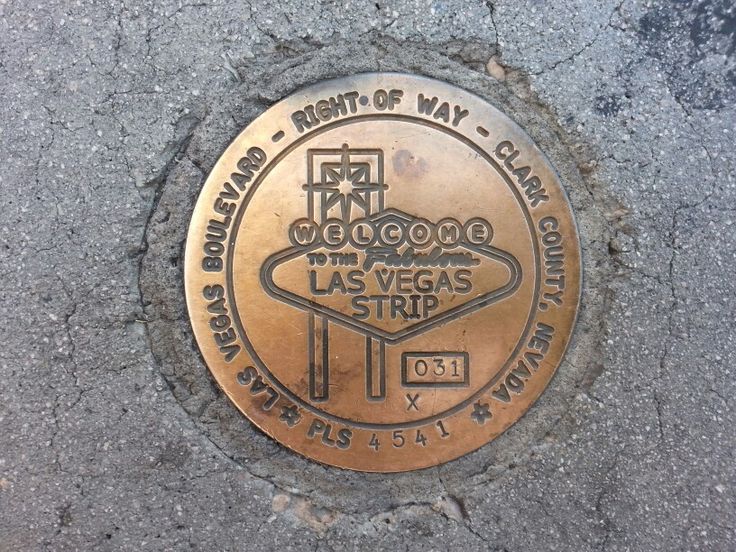 LAS VEGAS BOULEVARD - RIGHT OF WAY - CLARK COUNTY, NEVADA
WELCOME
TO THE Fabulous
LAS VEGAS
STRIP
031
X
PLS 4541